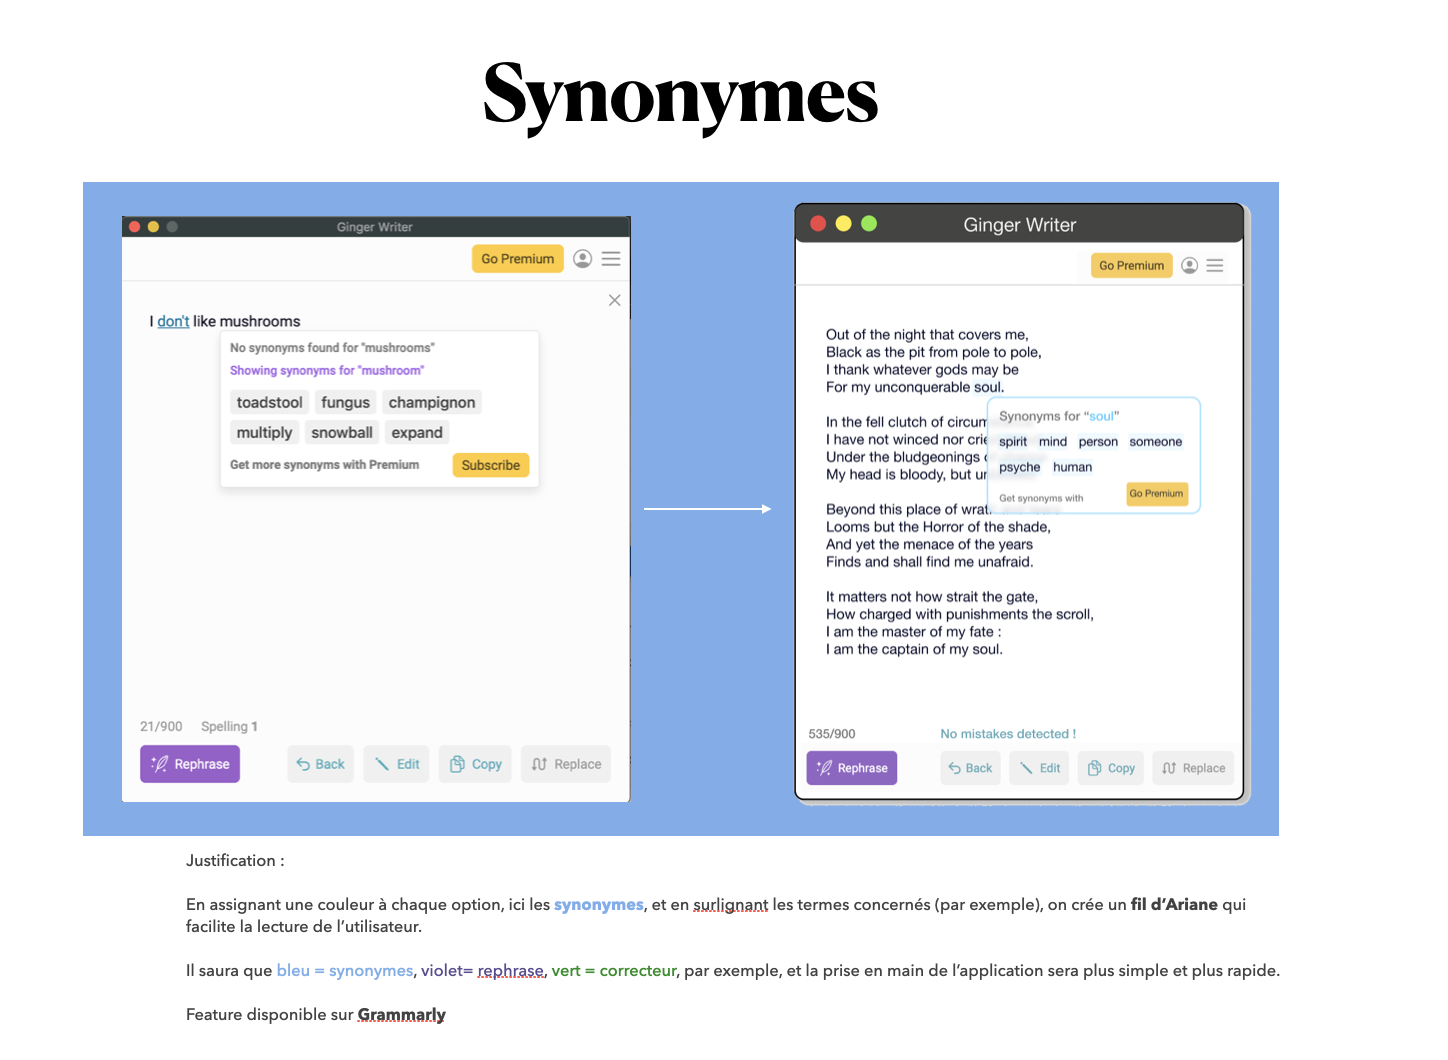 Synonymes
Ginger Writer
Go Premium
I don't like mushrooms
No synonyms found for "mushrooms"
Showing synonyms for "mushroom"
toadstool fungus champignon
multiply snowball expand
Get more synonyms with Premium Subscribe
21/900 Spelling 1
Rephrase Back Edit Copy Replace
Ginger Writer
Go Premium
Out of the night that covers me,
Black as the pit from pole to pole,
I thank whatever gods may be
For my unconquerable soul.
In the fell clutch of
I have not winced nor
Under the bludgeonings
My head is bloody, but
Synonyms for “soul”
spirit mind person someone
psyche human
Get synonyms with Go Premium
Beyond this place of
Looms but the Horror of the shade,
And yet the menace of the years
Finds and shall find me unafraid.
It matters not how strait the gate,
How charged with punishments the scroll,
I am the master of my fate :
I am the captain of my soul.
535/900 No mistakes detected !
Rephrase Back Edit Copy Replace
Justification :
En assignant une couleur à chaque option, ici les synonymes, et en surlignant les termes concernés (par exemple), on crée un fil d’Ariane qui
facilite la lecture de l’utilisateur.
Il saura que bleu = synonymes, violet= rephrase, vert = correcteur, par exemple, et la prise en main de l’application sera plus simple et plus rapide.
Feature disponible sur Grammarly